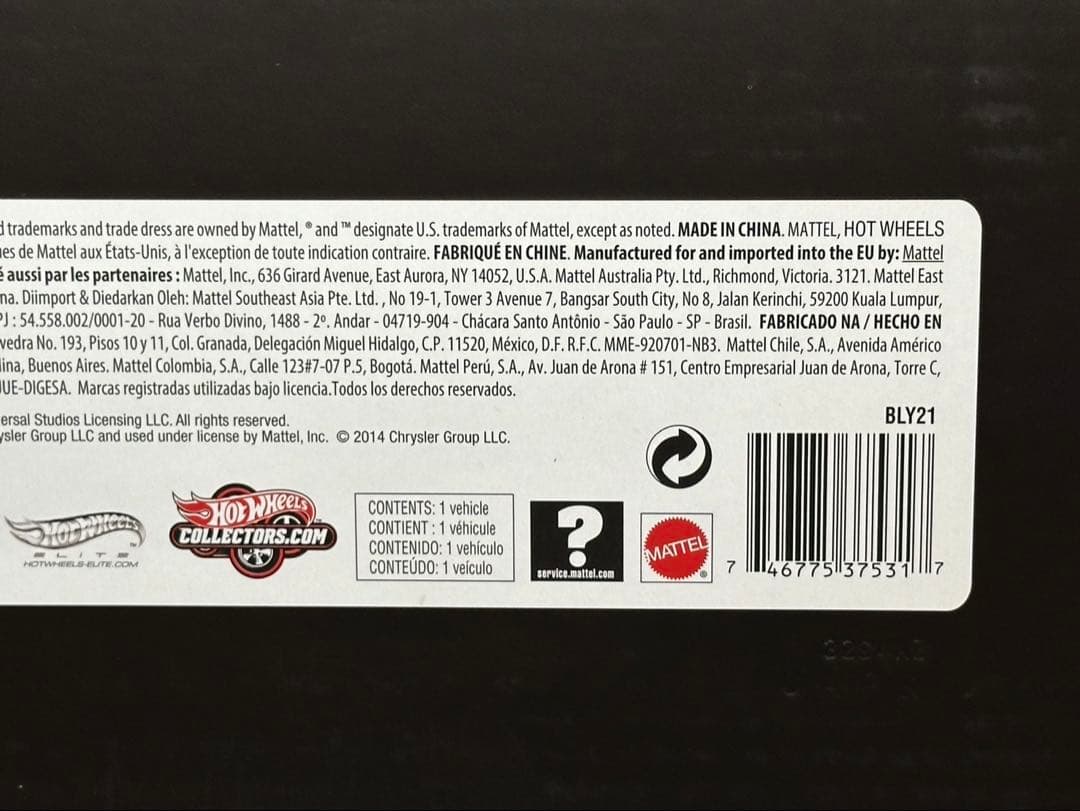 trademarks and trade dress are owned by Mattel, ® and ™ designate U.S. trademarks of Mattel, except as noted. MADE IN CHINA. MATTEL, HOT WHEELS
es de Mattel aux États-Unis, à l'exception de toute indication contraire. FABRIQUÉ EN CHINE. Manufactured for and imported into the EU by: Mattel
é aussi par les partenaires : Mattel, Inc., 636 Girard Avenue, East Aurora, NY 14052, U.S.A. Mattel Australia Pty. Ltd., Richmond, Victoria. 3121. Mattel East
na. Diimport & Diedarkan Oleh: Mattel Southeast Asia Pte. Ltd. , No 19-1, Tower 3 Avenue 7, Bangsar South City, No 8, Jalan Kerinchi, 59200 Kuala Lumpur,
PJ : 54.558.002/0001-20 - Rua Verbo Divino, 1488 - 2º. Andar - 04719-904 - Chácara Santo Antônio - São Paulo - SP - Brasil. FABRICADO NA / HECHO EN
vedra No. 193, Pisos 10 y 11, Col. Granada, Delegación Miguel Hidalgo, C.P. 11520, México, D.F. R.F.C. MME-920701-NB3. Mattel Chile, S.A., Avenida Américo
ina, Buenos Aires. Mattel Colombia, S.A., Calle 123#7-07 P.5, Bogotá. Mattel Perú, S.A., Av. Juan de Arona # 151, Centro Empresarial Juan de Arona, Torre C,
UE-DIGESA. Marcas registradas utilizadas bajo licencia.Todos los derechos reservados.
ersal Studios Licensing LLC. All rights reserved.
ysler Group LLC and used under license by Mattel, Inc. © 2014 Chrysler Group LLC.
BLY21
HOT WHEELS™
ELITE
HOTWHEELS-ELITE.COM
HOT WHEELS™
COLLECTORS.COM
CONTENTS: 1 vehicle
CONTIENT : 1 véhicule
CONTENIDO: 1 vehículo
CONTEÚDO: 1 veículo
?
service.mattel.com
MATTEL®
7 46775 37531 7